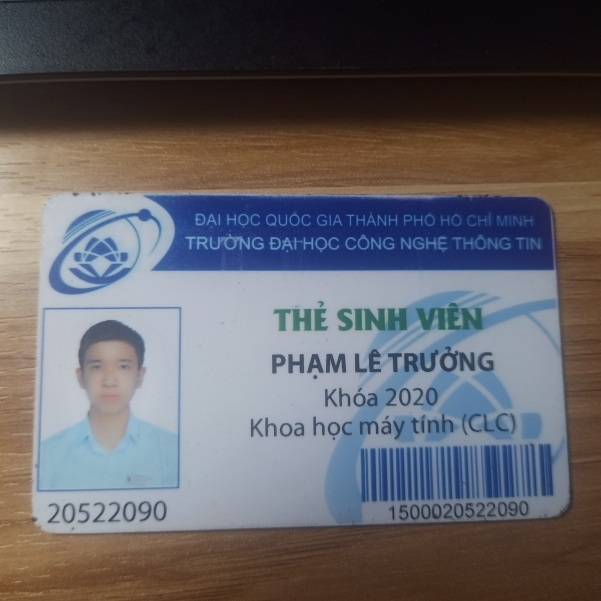 ĐẠI HỌC QUỐC GIA THÀNH PHỐ HỒ CHÍ MINH
TRƯỜNG ĐẠI HỌC CÔNG NGHỆ THÔNG TIN
THẺ SINH VIÊN
PHẠM LÊ TRƯỞNG
Khóa 2020
Khoa học máy tính (CLC)
20522090
1500020522090